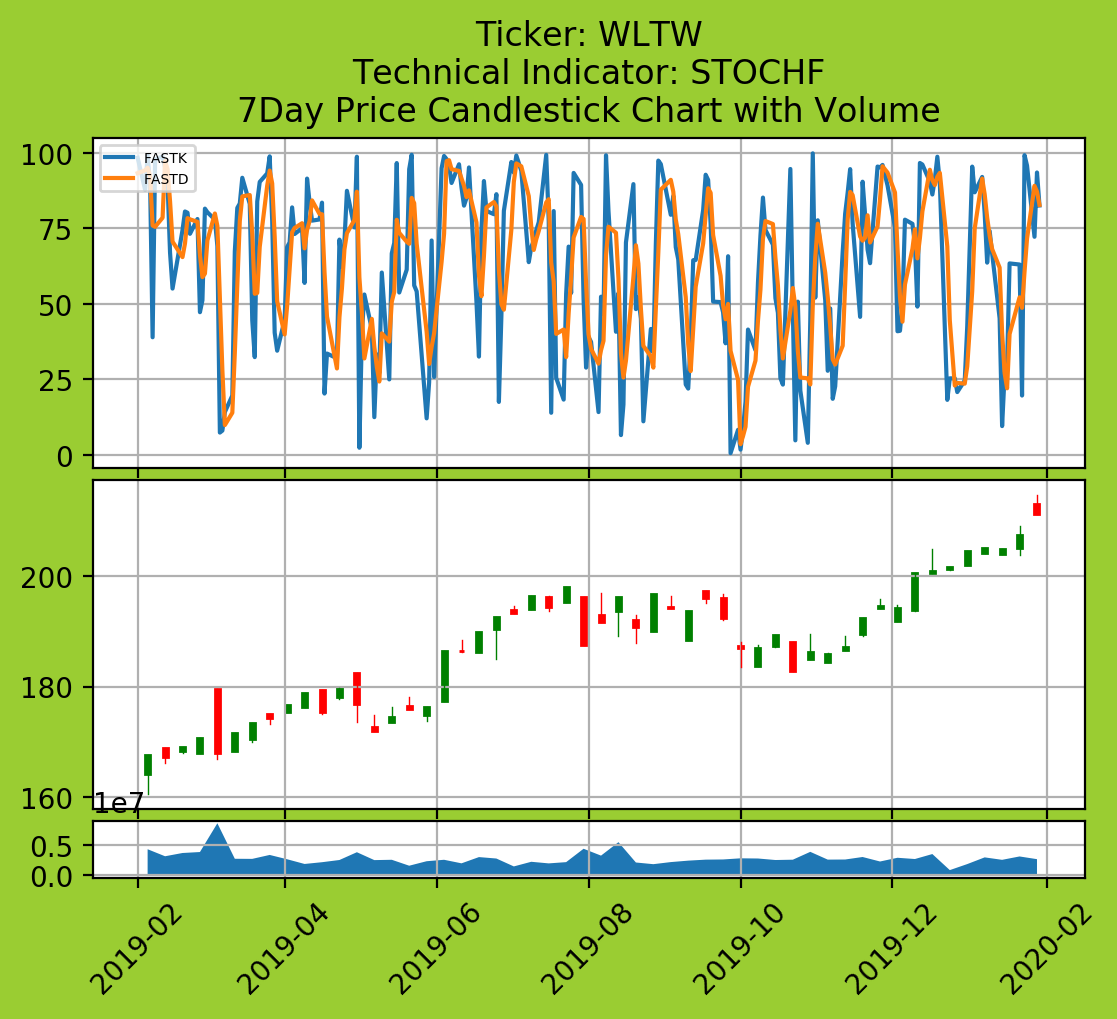 Ticker: WLTW
Technical Indicator: STOCHF
7Day Price Candlestick Chart with Volume
100
75
50
25
0
FASTK
FASTD
200
180
160
1e7
0.5
0.0
2019-02
2019-04
2019-06
2019-08
2019-10
2019-12
2020-02